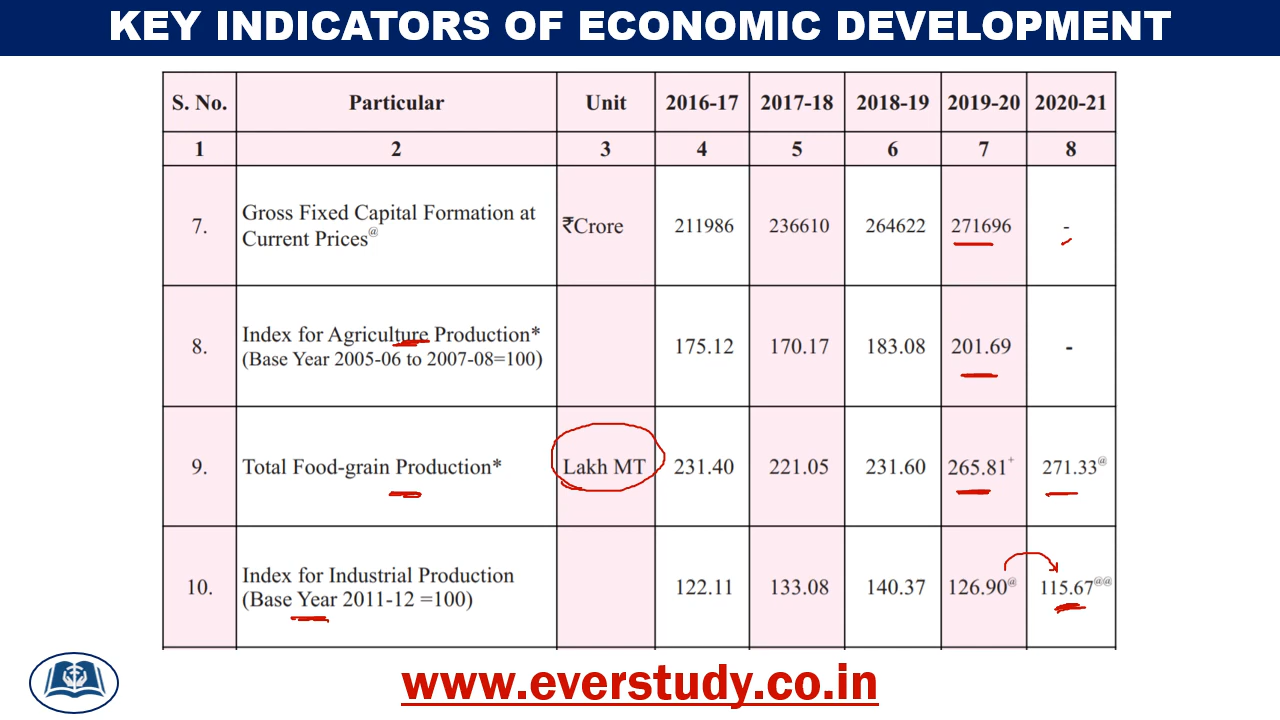 KEY INDICATORS OF ECONOMIC DEVELOPMENT
S. No. Particular Unit 2016-17 2017-18 2018-19 2019-20 2020-21
1 2 3 4 5 6 7 8
7. Gross Fixed Capital Formation at Current Prices@ ₹Crore 211986 236610 264622 271696 -
8. Index for Agriculture Production* (Base Year 2005-06 to 2007-08=100) 175.12 170.17 183.08 201.69 -
9. Total Food-grain Production* Lakh MT 231.40 221.05 231.60 265.81+ 271.33@
10. Index for Industrial Production (Base Year 2011-12 =100) 122.11 133.08 140.37 126.90@ 115.67@@
www.everstudy.co.in